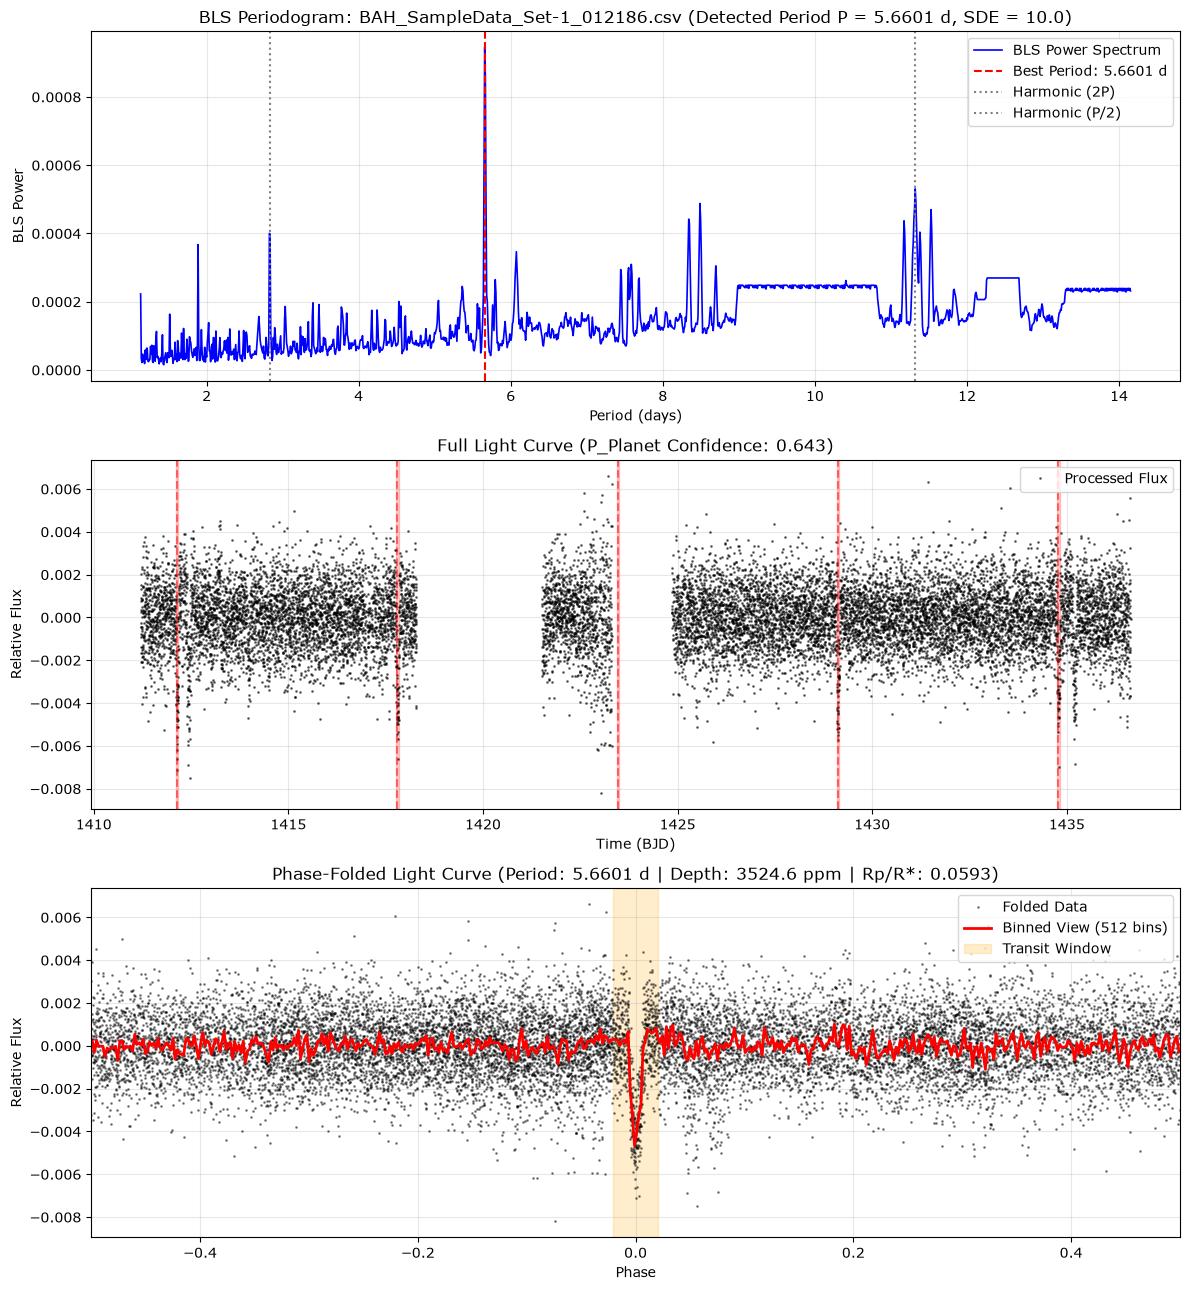 BLS Periodogram: BAH_SampleData_Set-1_012186.csv (Detected Period P = 5.6601 d, SDE = 10.0)
BLS Power
0.0008
0.0006
0.0004
0.0002
0.0000
BLS Power Spectrum
Best Period: 5.6601 d
Harmonic (2P)
Harmonic (P/2)
2 4 6 8 10 12 14
Period (days)
Full Light Curve (P_Planet Confidence: 0.643)
Relative Flux
0.006
0.004
0.002
0.000
−0.002
−0.004
−0.006
−0.008
Processed Flux
1410 1415 1420 1425 1430 1435
Time (BJD)
Phase-Folded Light Curve (Period: 5.6601 d | Depth: 3524.6 ppm | Rp/R*: 0.0593)
Relative Flux
0.006
0.004
0.002
0.000
−0.002
−0.004
−0.006
−0.008
Folded Data
Binned View (512 bins)
Transit Window
−0.4 −0.2 0.0 0.2 0.4
Phase